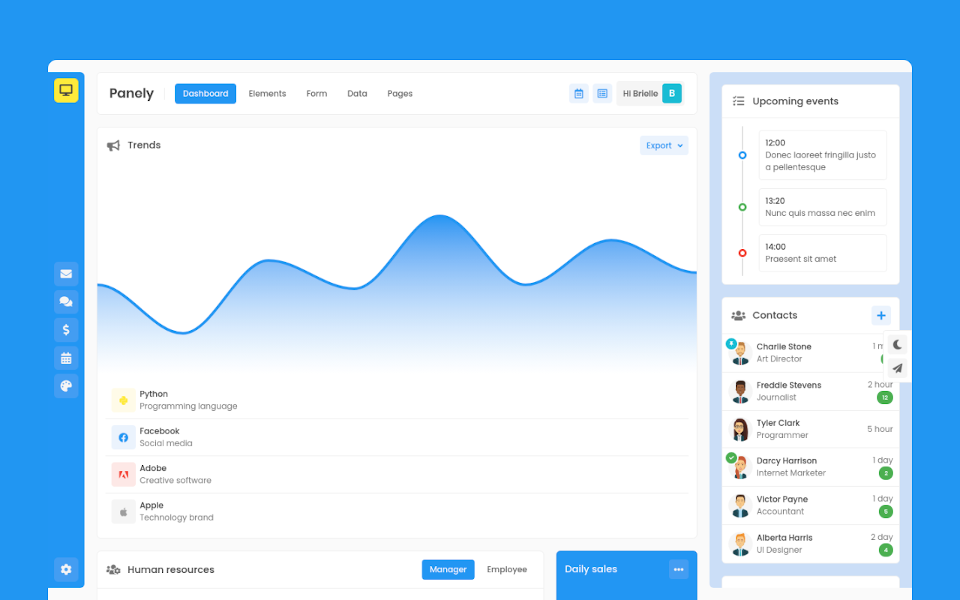 Panely
Dashboard
Elements
Form
Data
Pages
Hi Brielle
B
Trends
Export
Python
Programming language
Facebook
Social media
Adobe
Creative software
Apple
Technology brand
Human resources
Manager
Employee
Daily sales
Upcoming events
12:00
Donec laoreet fringilla justo
a pellentesque
13:20
Nunc quis massa nec enim
14:00
Praesent sit amet
Contacts
Charlie Stone
1
Art Director
Freddie Stevens
2 hour
Journalist
12
Tyler Clark
5 hour
Programmer
Darcy Harrison
1 day
Internet Marketer
2
Victor Payne
1 day
Accountant
5
Alberta Harris
2 day
UI Designer
4